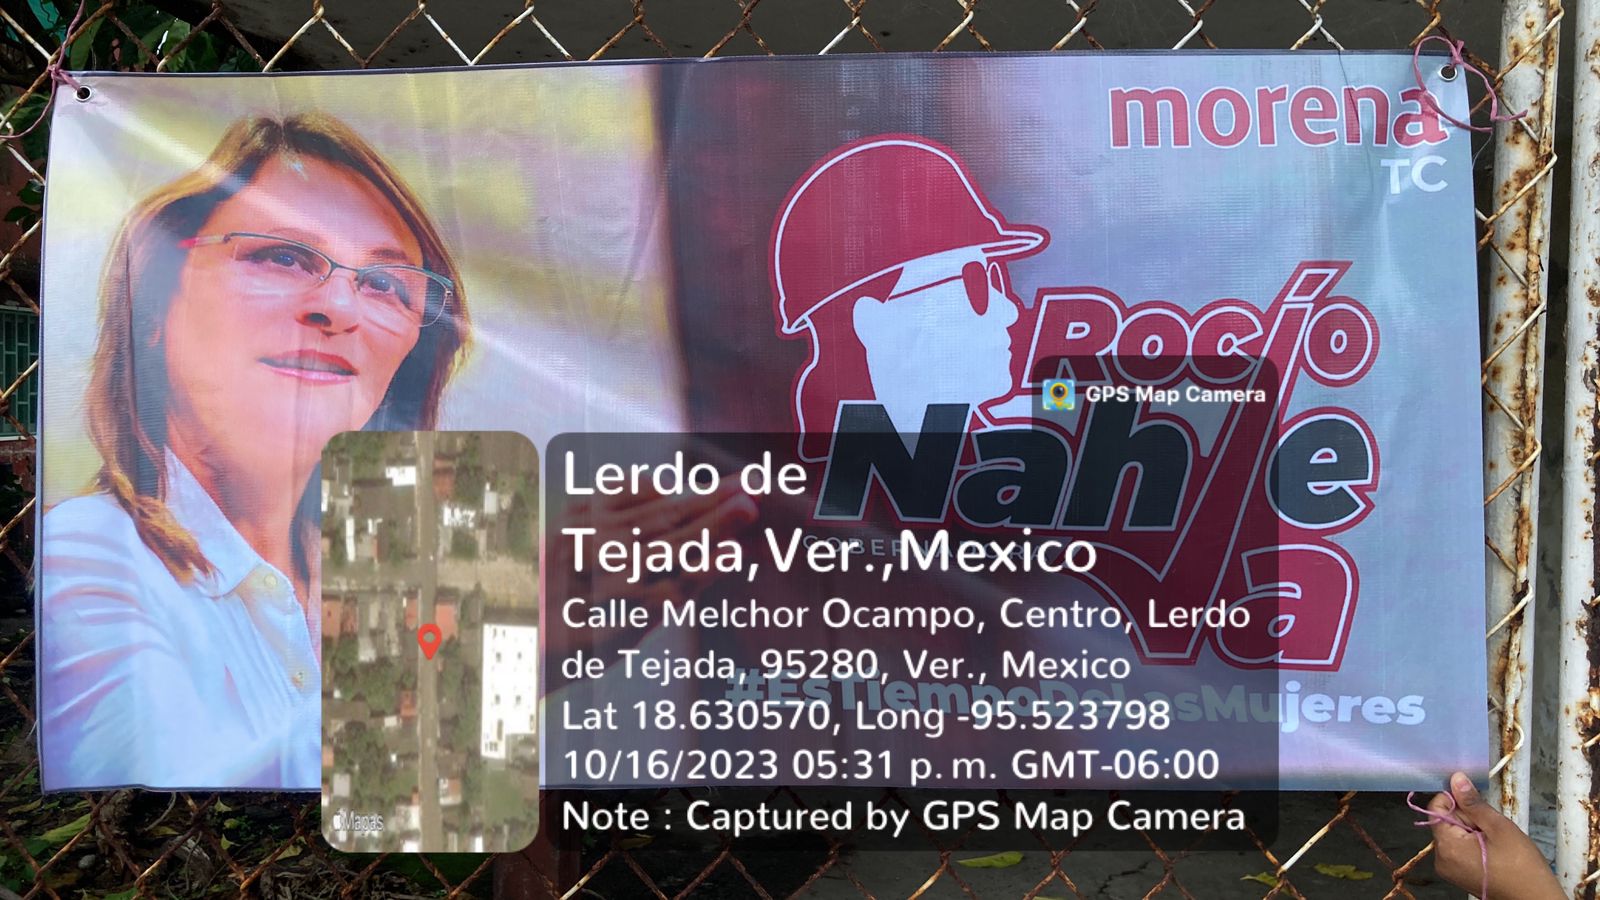 morena
TC
Rocío
Nahle
Va
GOBERNADORA
#EsTiempoDeLasMujeres
GPS Map Camera
Lerdo de
Tejada,Ver.,Mexico
Calle Melchor Ocampo, Centro, Lerdo
de Tejada, 95280, Ver., Mexico
Lat 18.630570, Long -95.523798
10/16/2023 05:31 p. m. GMT-06:00
Note : Captured by GPS Map Camera
Mapas